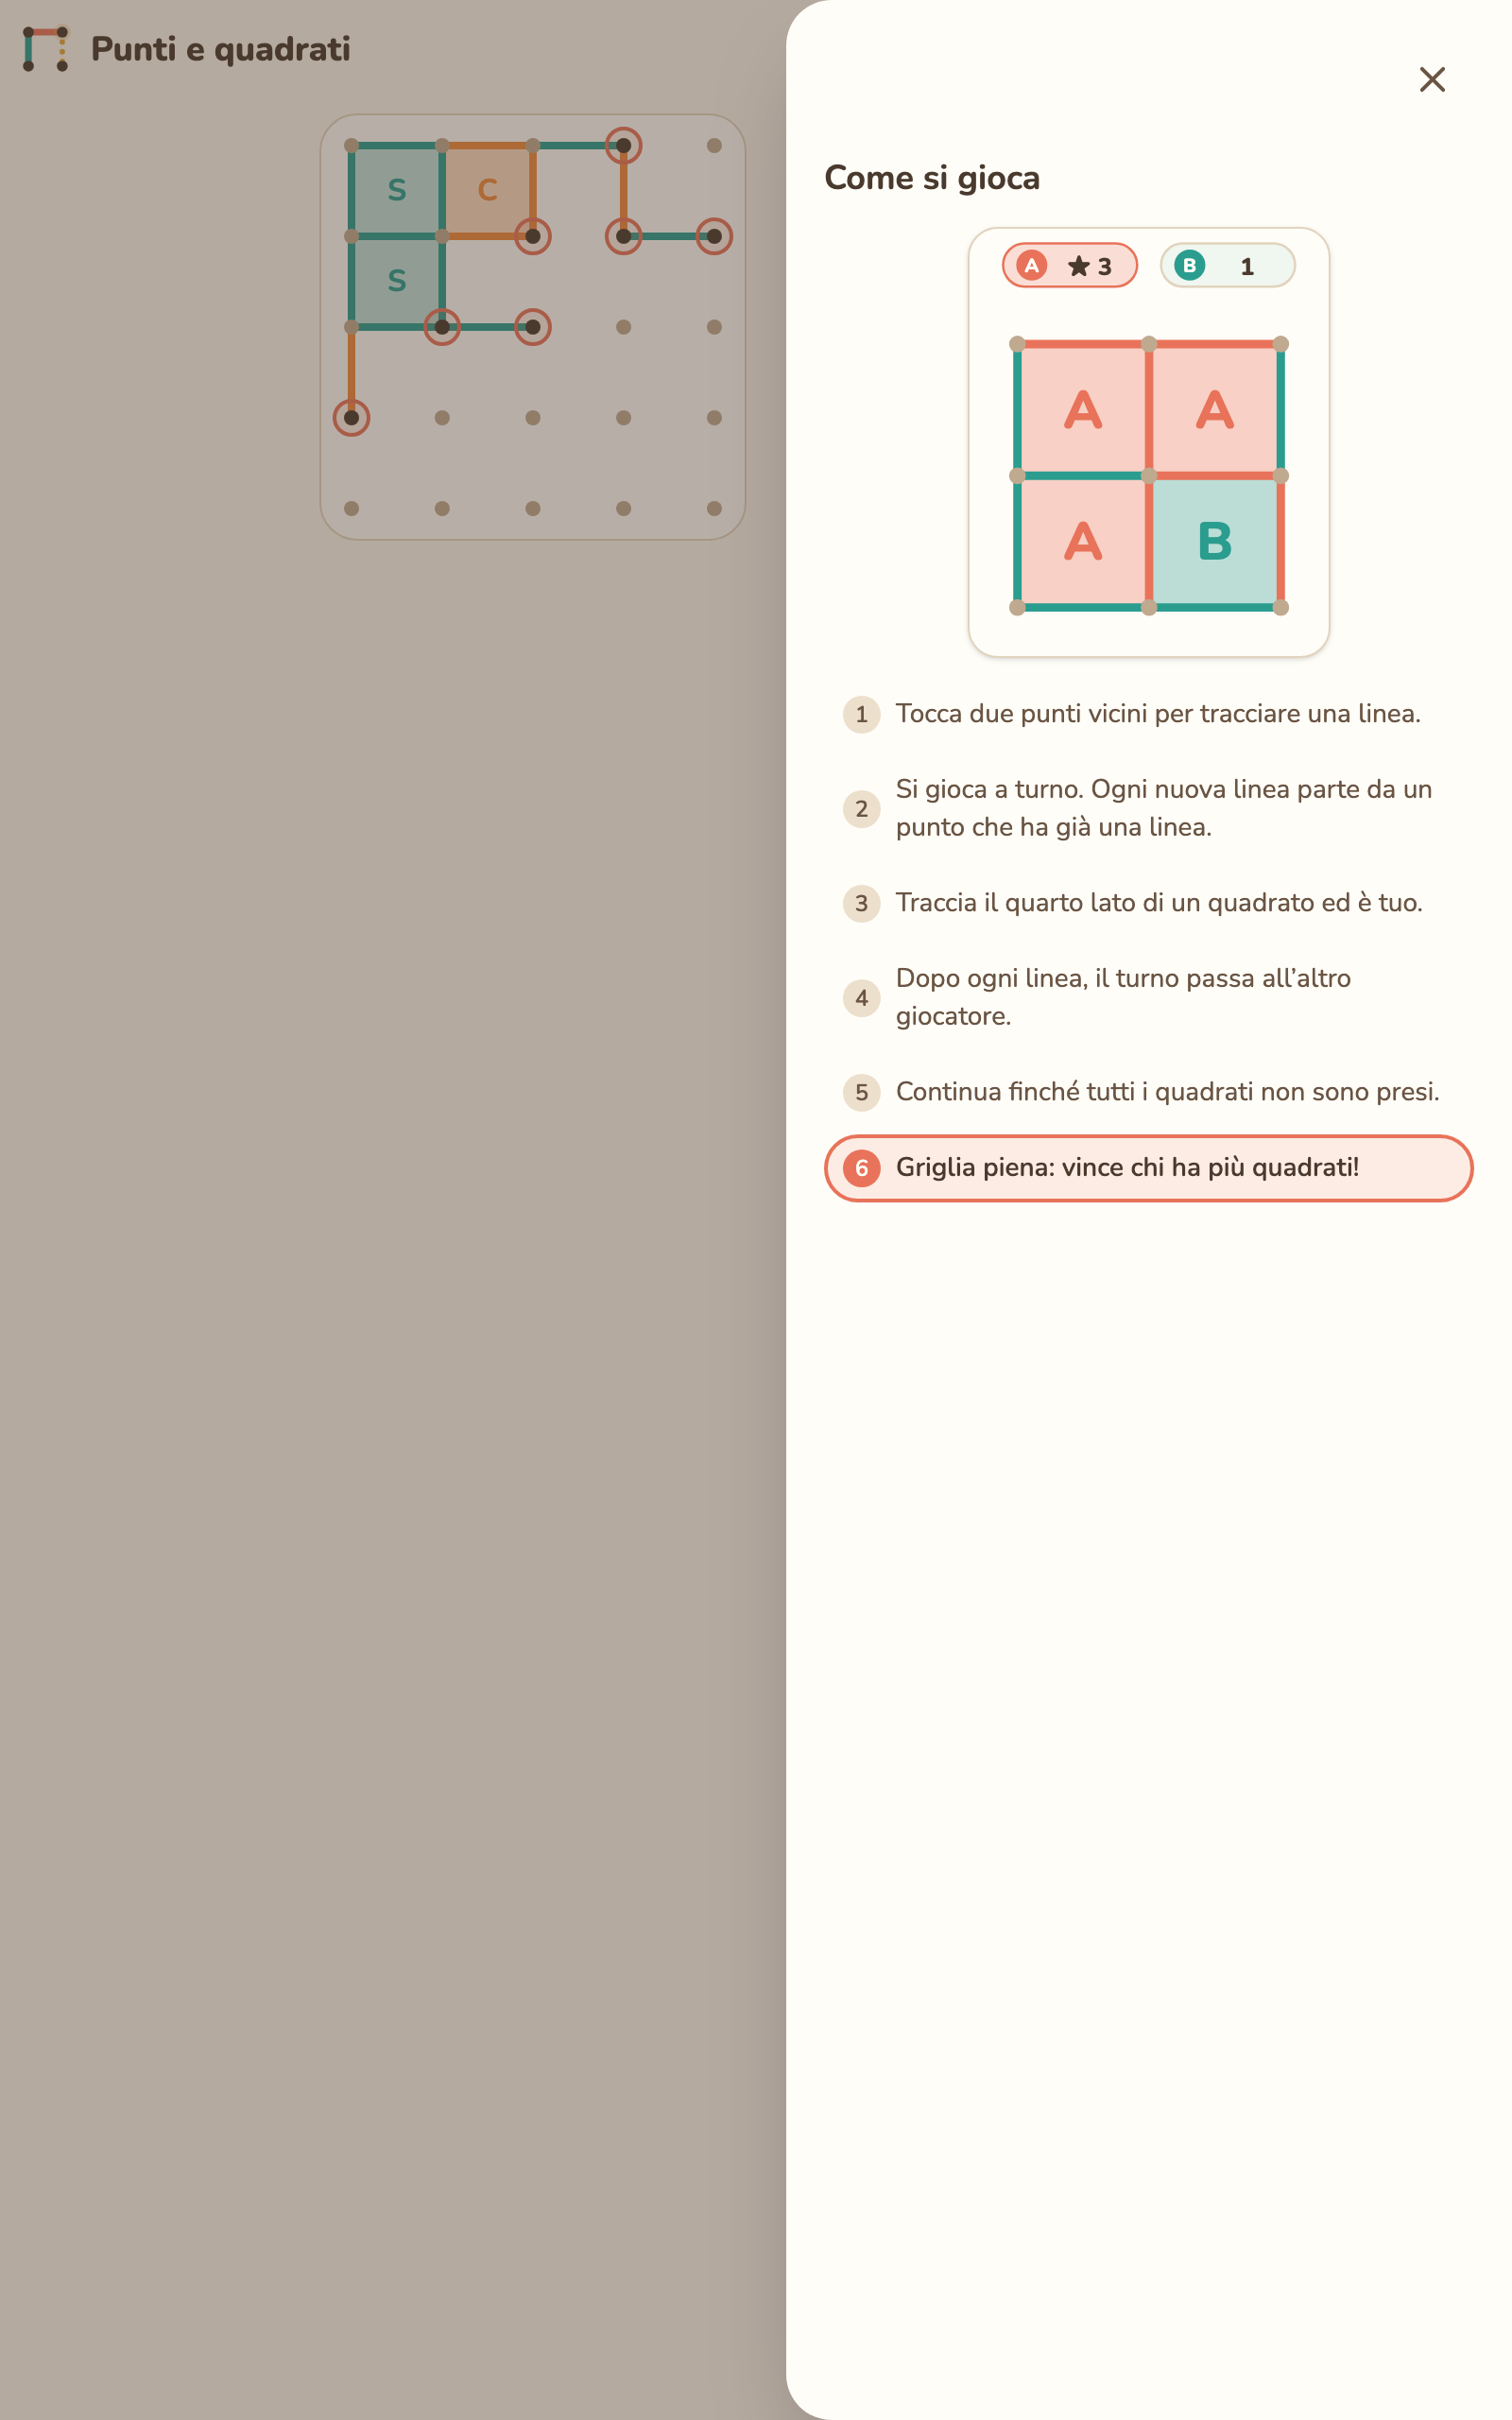 Punti e quadrati
S C
S
Come si gioca
A ★ 3 B 1
A A
A B
1 Tocca due punti vicini per tracciare una linea.
2 Si gioca a turno. Ogni nuova linea parte da un
punto che ha già una linea.
3 Traccia il quarto lato di un quadrato ed è tuo.
4 Dopo ogni linea, il turno passa all’altro
giocatore.
5 Continua finché tutti i quadrati non sono presi.
6 Griglia piena: vince chi ha più quadrati!